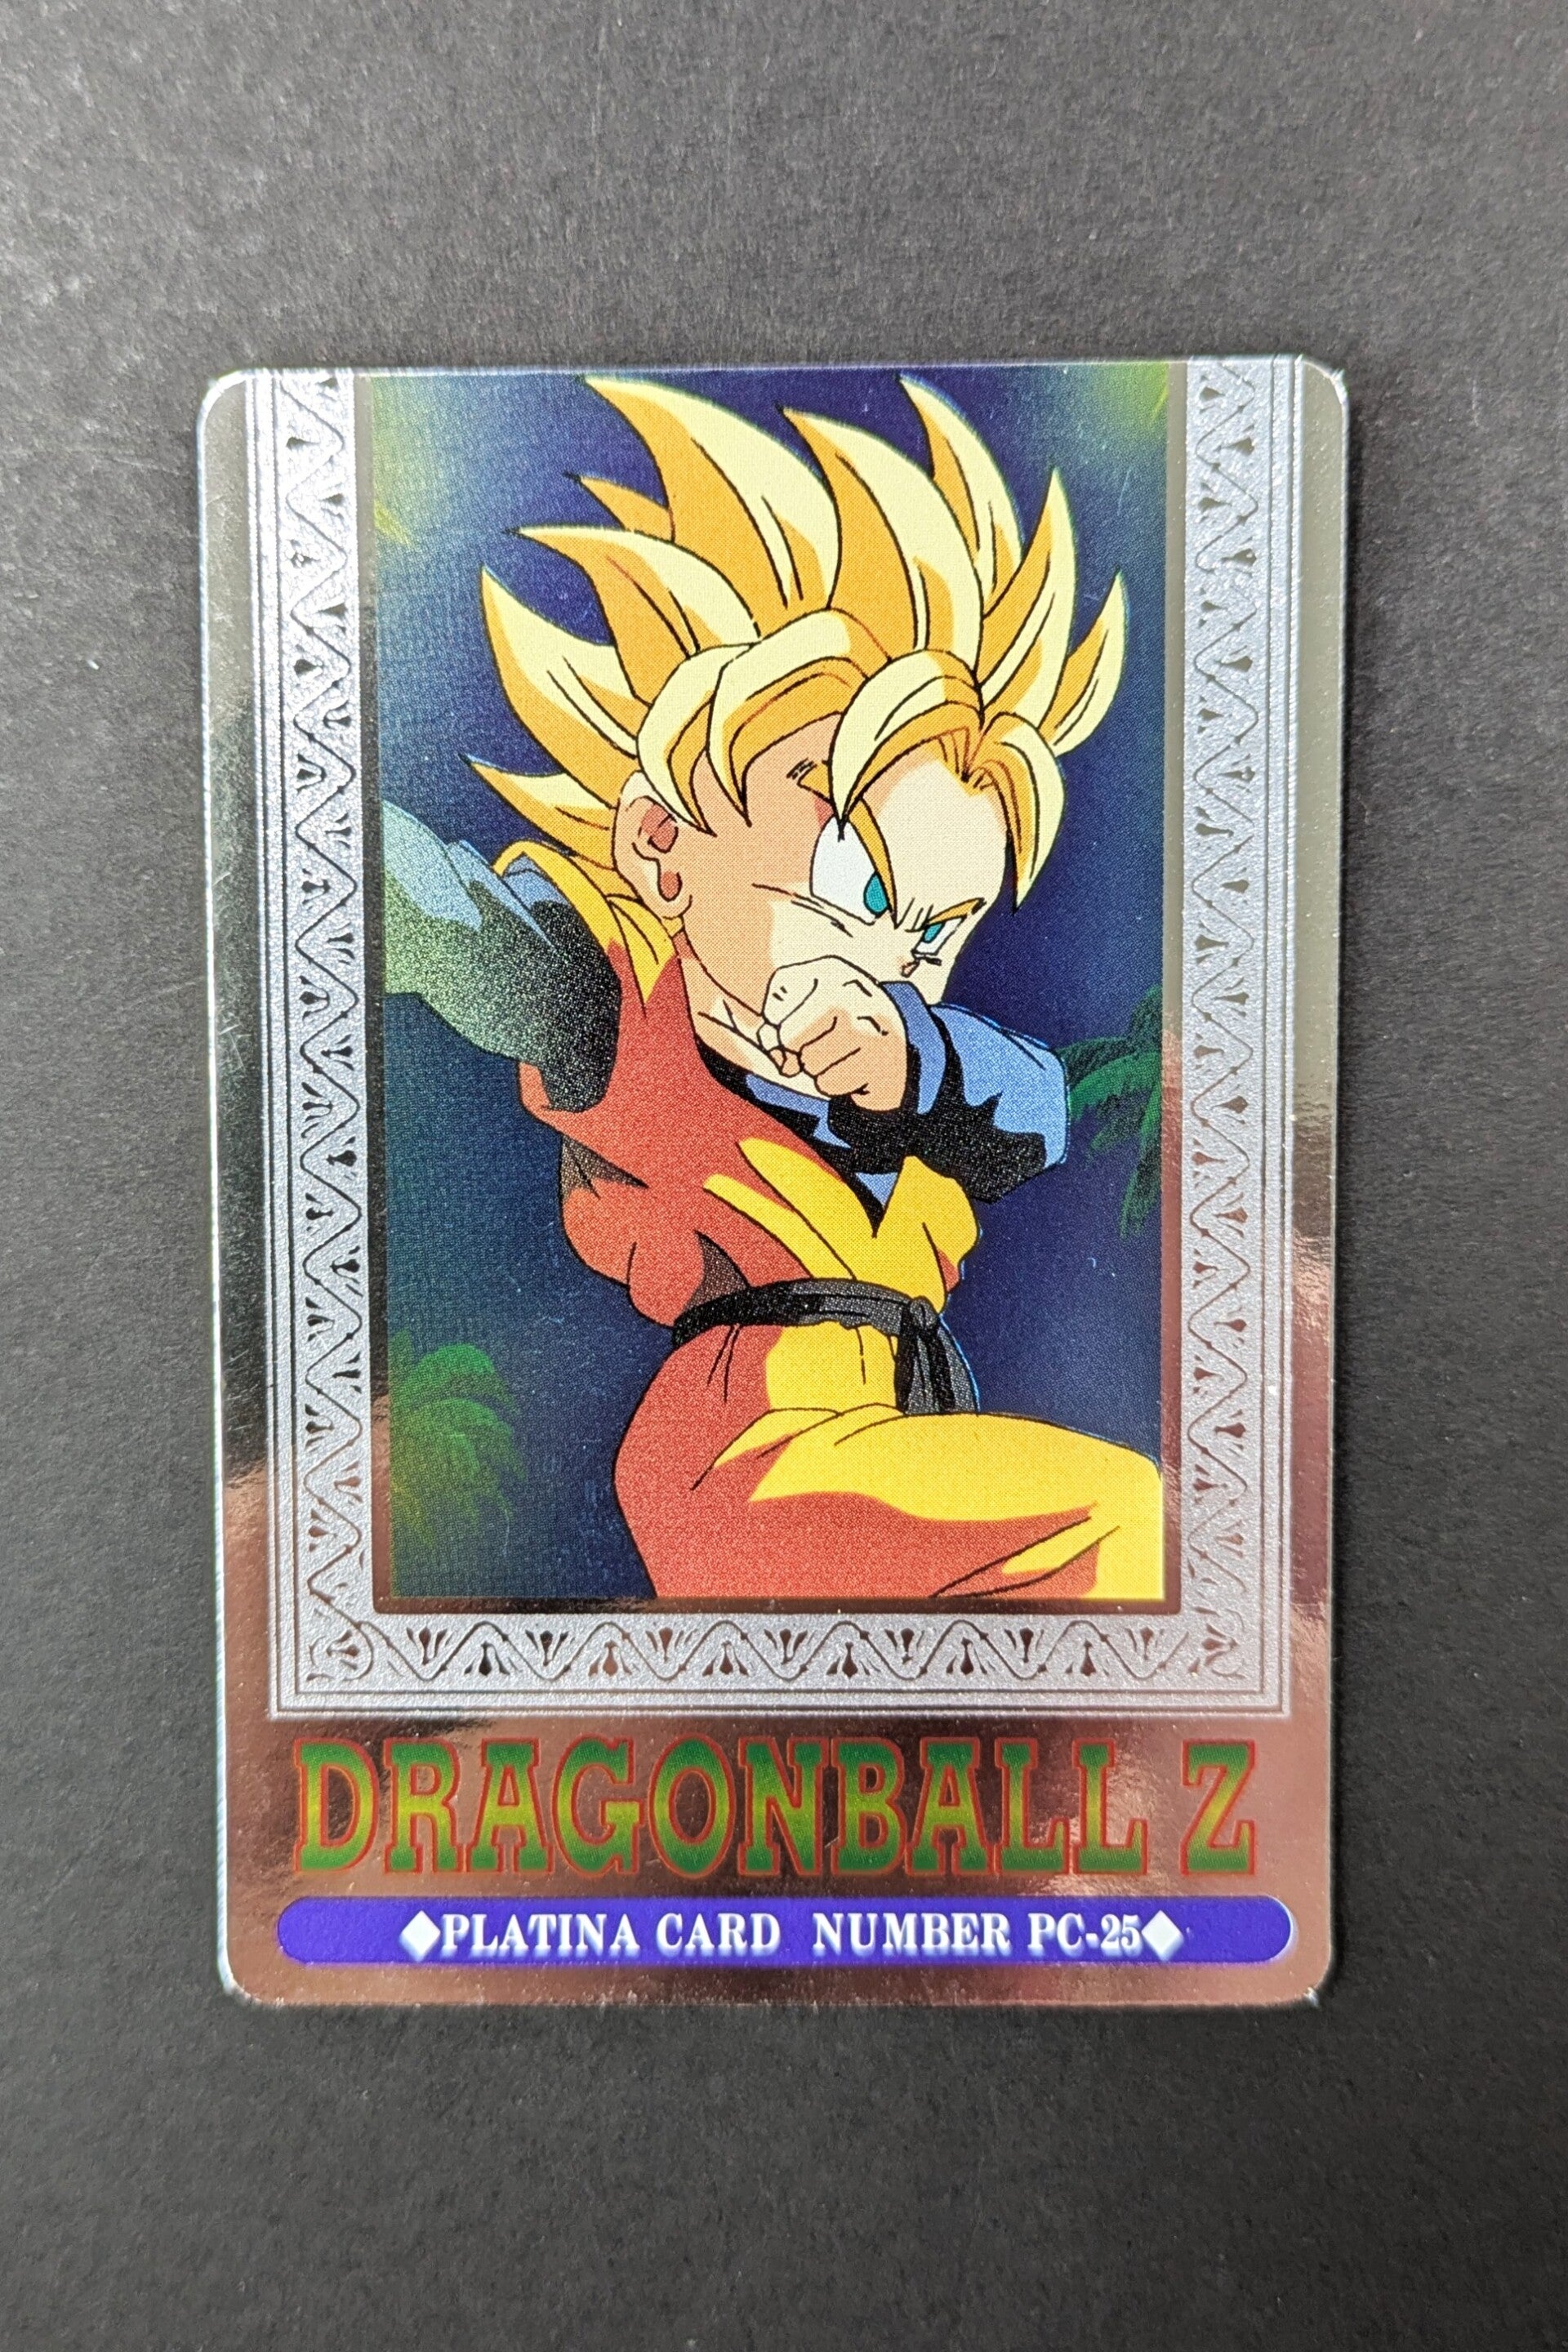 DRAGONBALL Z
◆PLATINA CARD NUMBER PC-25◆